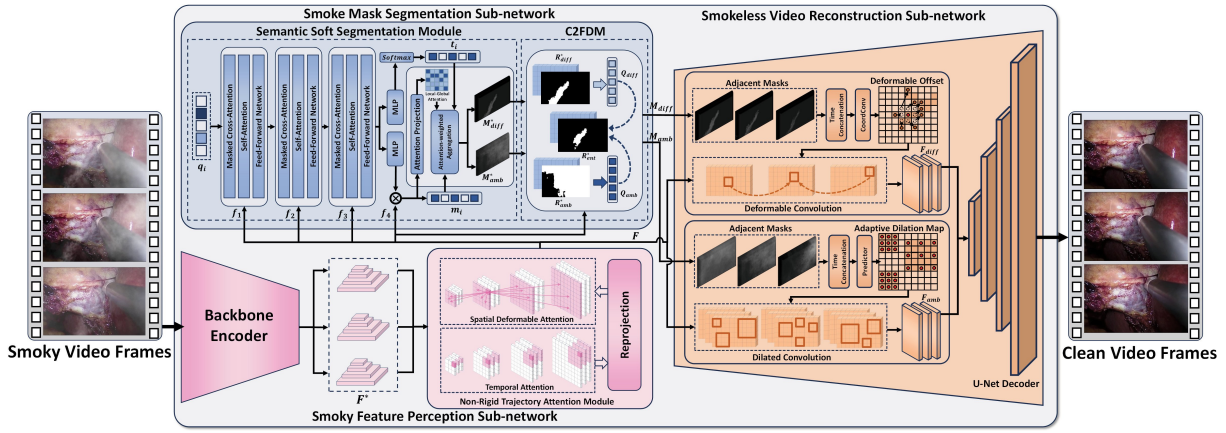 Smoke Mask Segmentation Sub-network
Semantic Soft Segmentation Module
C2FDM
q_i
Masked Cross-Attention
Self-Attention
Feed-Forward Network
Masked Cross-Attention
Self-Attention
Feed-Forward Network
Masked Cross-Attention
Self-Attention
Feed-Forward Network
Softmax
t_i
MLP
MLP
Attention Projection
Local-Global
Attention
Attention-weighted
Aggregation
M*_diff
M*_amb
m_i
f_1
f_2
f_3
f_4
R*_diff
Q_diff
R*_ent
R*_amb
Q_amb
M_diff
M_amb
F
Smokeless Video Reconstruction Sub-network
Adjacent Masks
Time
Concatenation
CoordConv
Deformable Offset
Deformable Convolution
F_diff
Adjacent Masks
Time
Concatenation
Predictor
Adaptive Dilation Map
Dilated Convolution
F_amb
U-Net Decoder
Smoky Video Frames
Clean Video Frames
Backbone
Encoder
F*
Spatial Deformable Attention
Temporal Attention
Reprojection
Non-Rigid Trajectory Attention Module
Smoky Feature Perception Sub-network